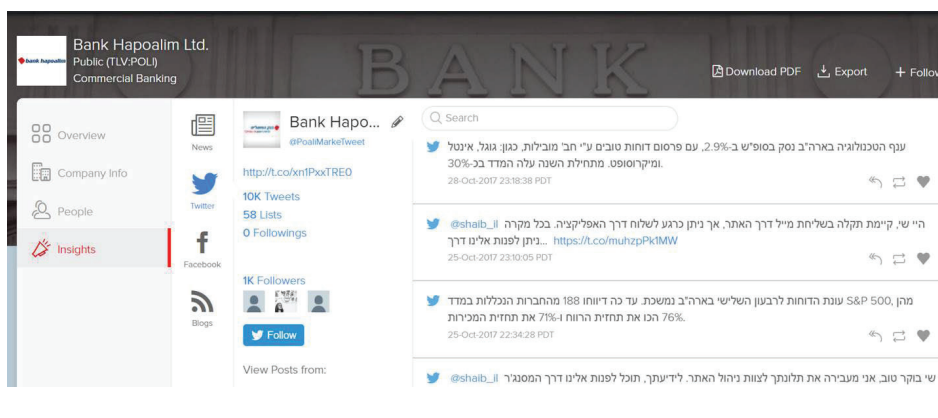 BANK
Bank Hapoalim Ltd.
Public (TLV:POLI)
Commercial Banking
bank hapoalim
Download PDF
Export
+ Follow
Overview
Company Info
People
Insights
News
Twitter
Facebook
Blogs
Bank Hapo...
@PoaliMarkeTweet
http://t.co/xn1PxxTRE0
10K Tweets
58 Lists
0 Followings
1K Followers
Follow
View Posts from:
Search
ענף הטכנולוגיה בארה"ב נסק בסופ"ש ב-2.9%, עם פרסום דוחות טובים ע"י חב' מובילות, כגון: גוגל, אינטל
ומיקרוסופט. מתחילת השנה עלה המדד בכ-30%.
28-Oct-2017 23:18:38 PDT
@shaib_il היי שי, קיימת תקלה בשליחת מייל דרך האתר, אך ניתן כרגע לשלוח דרך האפליקציה. בכל מקרה
ניתן לפנות אלינו דרך... https://t.co/muhzpPk1MW
25-Oct-2017 23:10:05 PDT
עונת הדוחות לרבעון השלישי בארה"ב נמשכת. עד כה דיווחו 188 מהחברות הנכללות במדד S&P 500, מהן
76% הכו את תחזית הרווח ו-71% את תחזית המכירות.
25-Oct-2017 22:34:28 PDT
@shaib_il שי בוקר טוב, אני מעבירה את תלונתך לצוות ניהול האתר. לידיעתך, תוכל לפנות אלינו דרך המסנג'ר